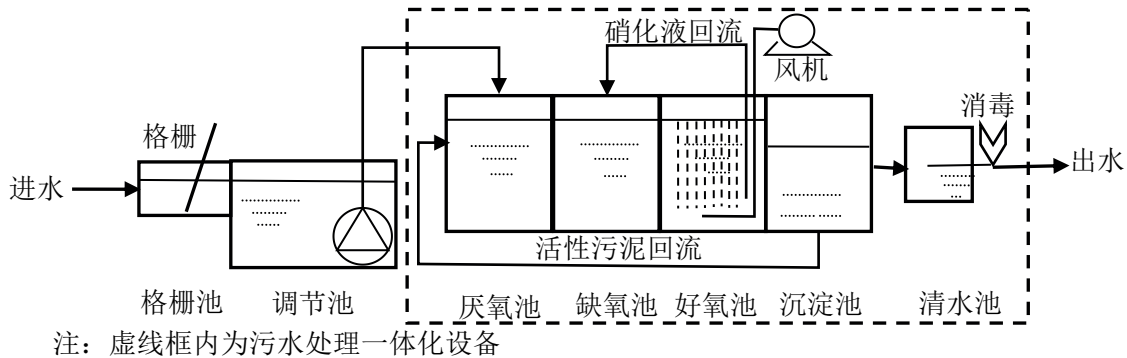 硝化液回流
风机
消毒
格栅
进水
出水
活性污泥回流
格栅池
调节池
厌氧池
缺氧池
好氧池
沉淀池
清水池
注：虚线框内为污水处理一体化设备